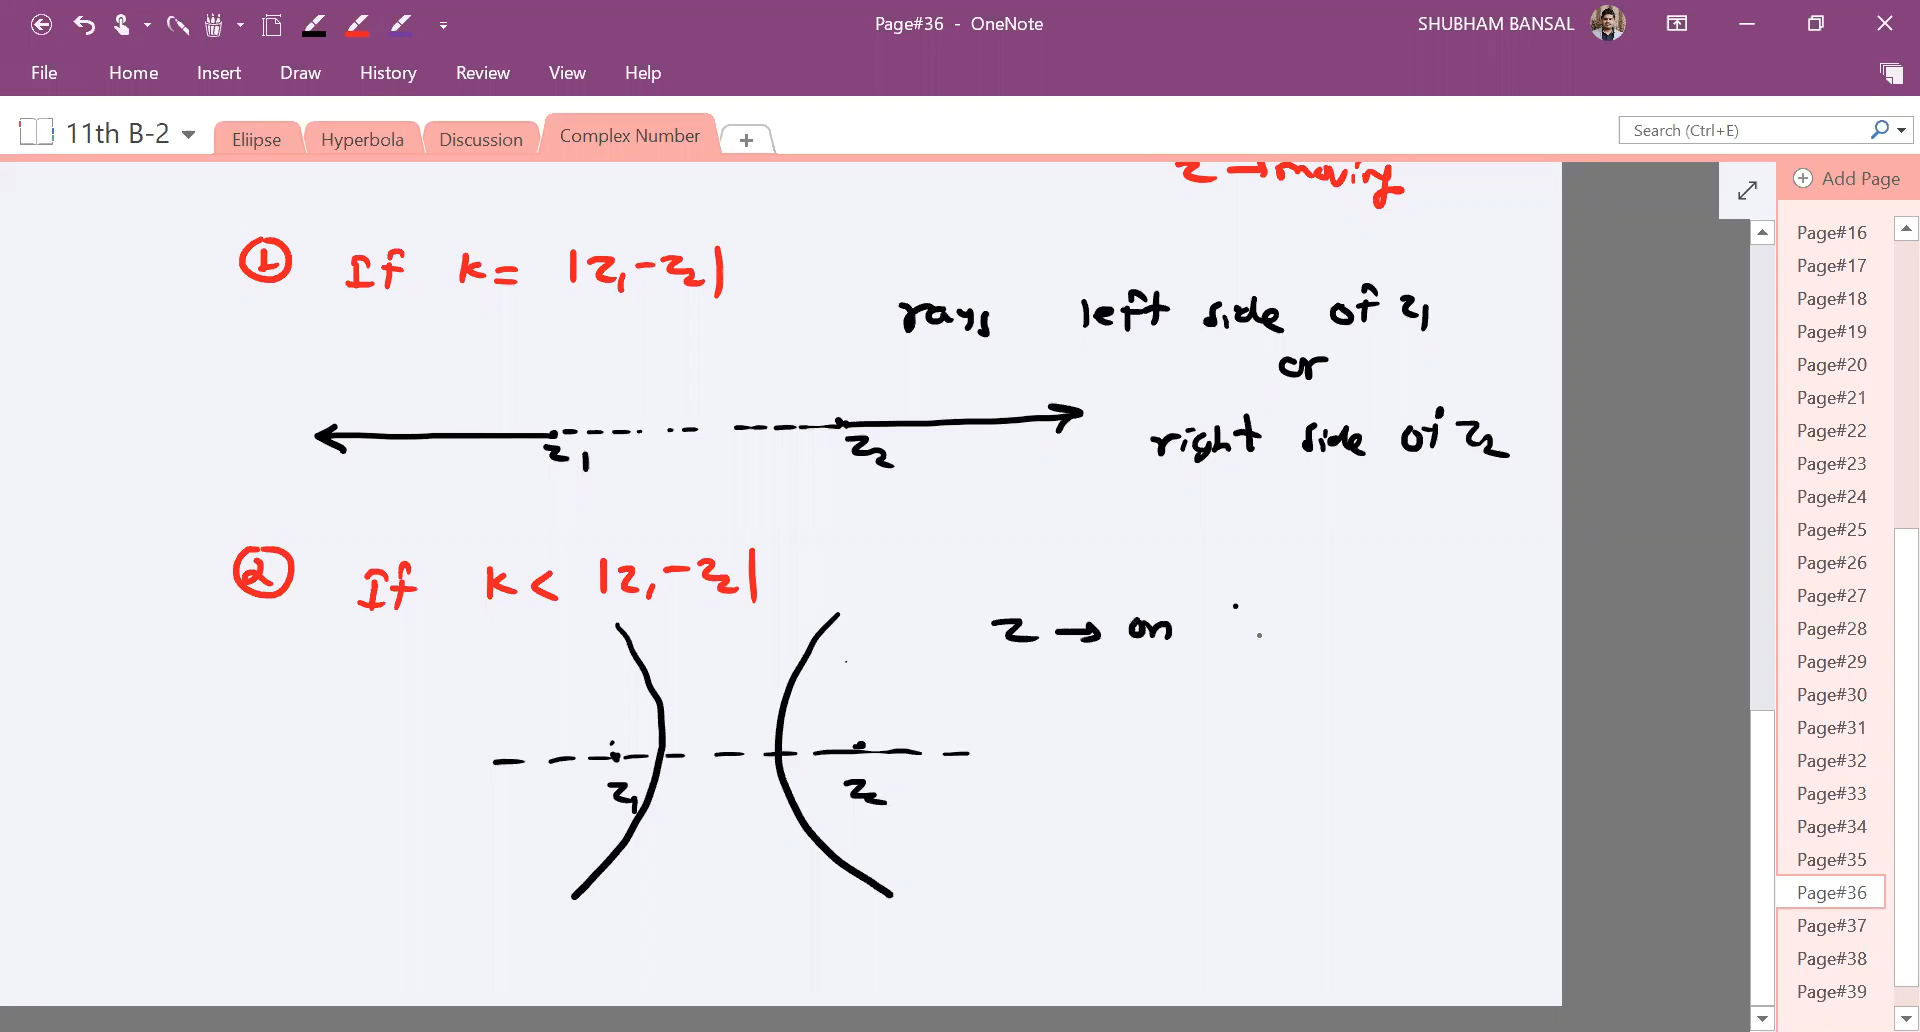 Page#36 - OneNote
SHUBHAM BANSAL
File Home Insert Draw History Review View Help
11th B-2
Eliipse Hyperbola Discussion Complex Number
Search (Ctrl+E)
Add Page
z → moving
① If k = |z₁-z₂|
rays left side of z₁
or
right side of z₂
z₁ z₂
② If k < |z₁-z₂|
z → on
z₁ z₂
Page#16
Page#17
Page#18
Page#19
Page#20
Page#21
Page#22
Page#23
Page#24
Page#25
Page#26
Page#27
Page#28
Page#29
Page#30
Page#31
Page#32
Page#33
Page#34
Page#35
Page#36
Page#37
Page#38
Page#39